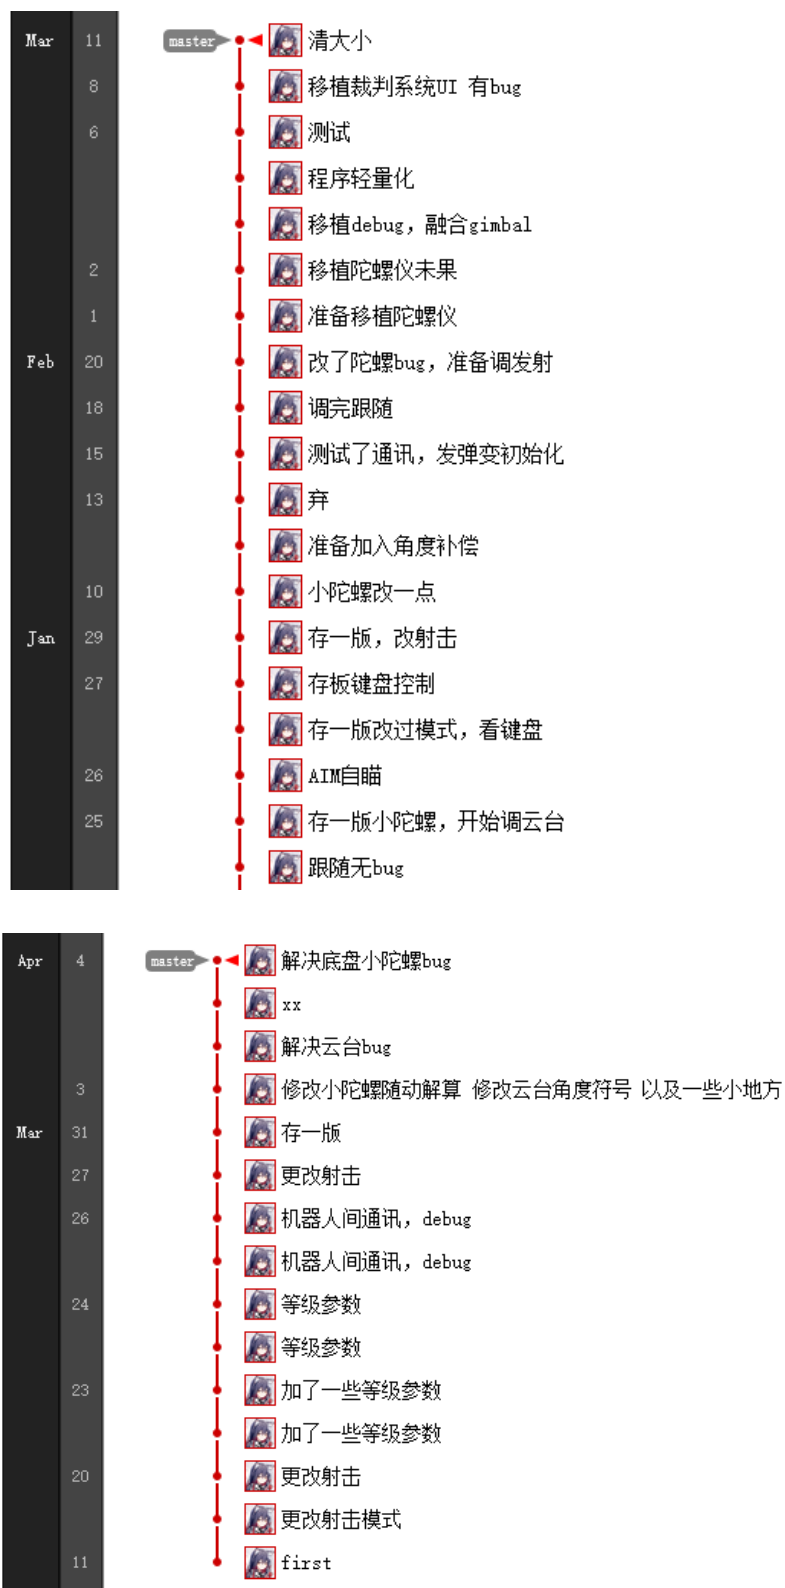 Mar 11 master 清大小
8 移植裁判系统UI 有bug
6 测试
程序轻量化
移植debug，融合gimbal
2 移植陀螺仪未果
1 准备移植陀螺仪
Feb 20 改了陀螺bug，准备调发射
18 调完跟随
15 测试了通讯，发弹变初始化
13 弃
准备加入角度补偿
10 小陀螺改一点
Jan 29 存一版，改射击
27 存板键盘控制
存一版改过模式，看键盘
26 AIM自瞄
25 存一版小陀螺，开始调云台
跟随无bug
Apr 4 master 解决底盘小陀螺bug
xx
解决云台bug
3 修改小陀螺随动解算 修改云台角度符号 以及一些小地方
Mar 31 存一版
27 更改射击
26 机器人间通讯，debug
机器人间通讯，debug
24 等级参数
等级参数
23 加了一些等级参数
加了一些等级参数
20 更改射击
更改射击模式
11 first